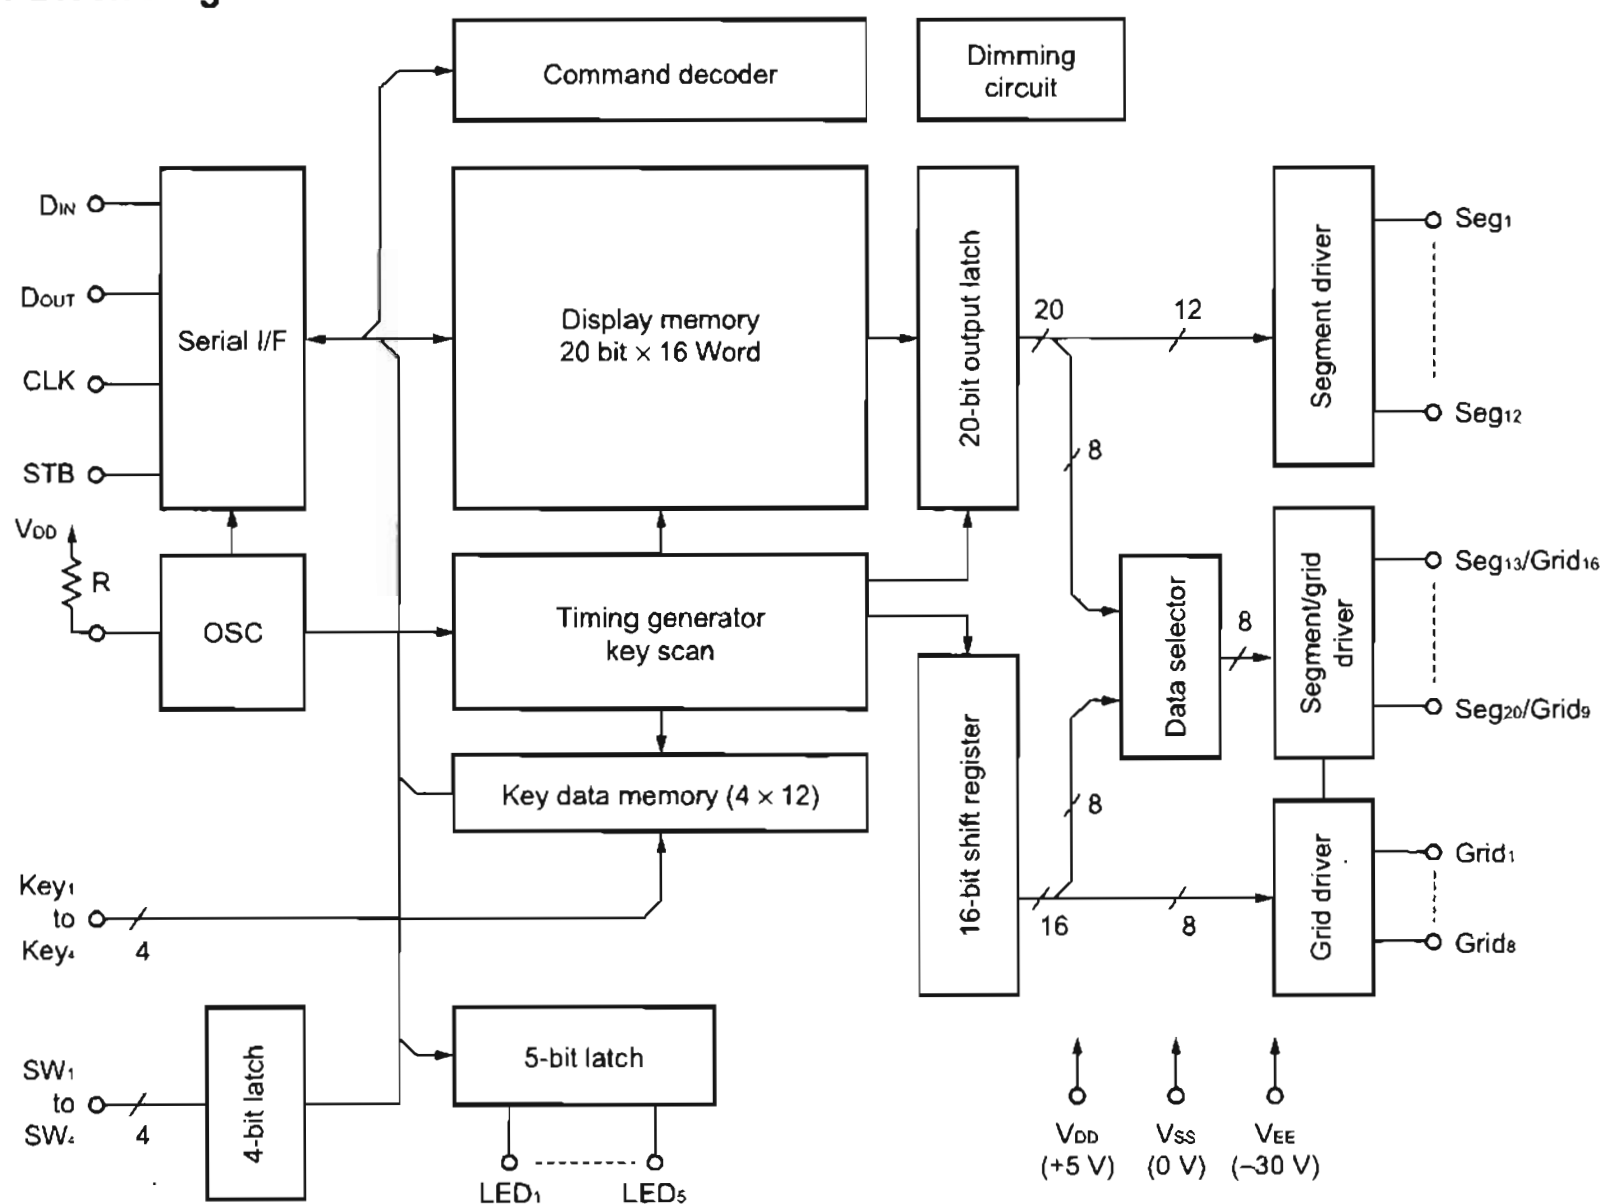 Command decoder
Dimming
circuit
DIN
DOUT
CLK
STB
Serial I/F
Display memory
20 bit × 16 Word
20-bit output latch
20
12
8
Segment driver
Seg1
Seg12
VDD
R
OSC
Timing generator
key scan
Data selector
8
Segment/grid
driver
Seg13/Grid16
Seg20/Grid9
Key data memory (4 × 12)
16-bit shift register
8
16
8
Grid driver
Grid1
Grid8
Key1
to
Key4
4
SW1
to
SW4
4
4-bit latch
5-bit latch
LED1
LED5
VDD
(+5 V)
VSS
(0 V)
VEE
(–30 V)